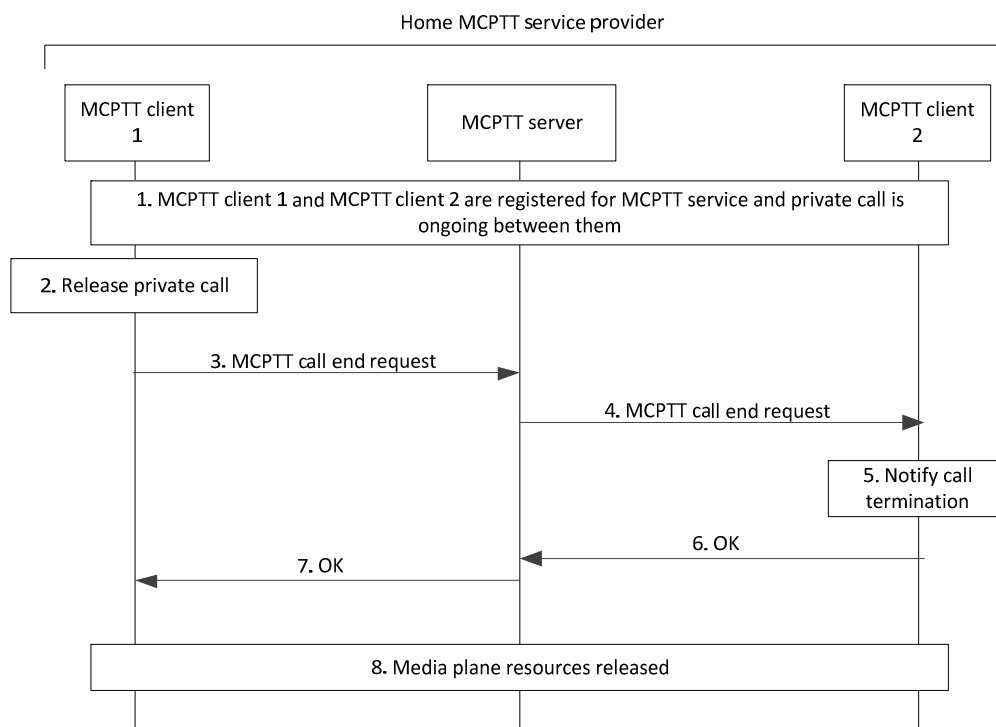 Home MCPTT service provider
MCPTT client
1
MCPTT server
MCPTT client
2
1. MCPTT client 1 and MCPTT client 2 are registered for MCPTT service and private call is
ongoing between them
2. Release private call
3. MCPTT call end request
4. MCPTT call end request
5. Notify call
termination
6. OK
7. OK
8. Media plane resources released